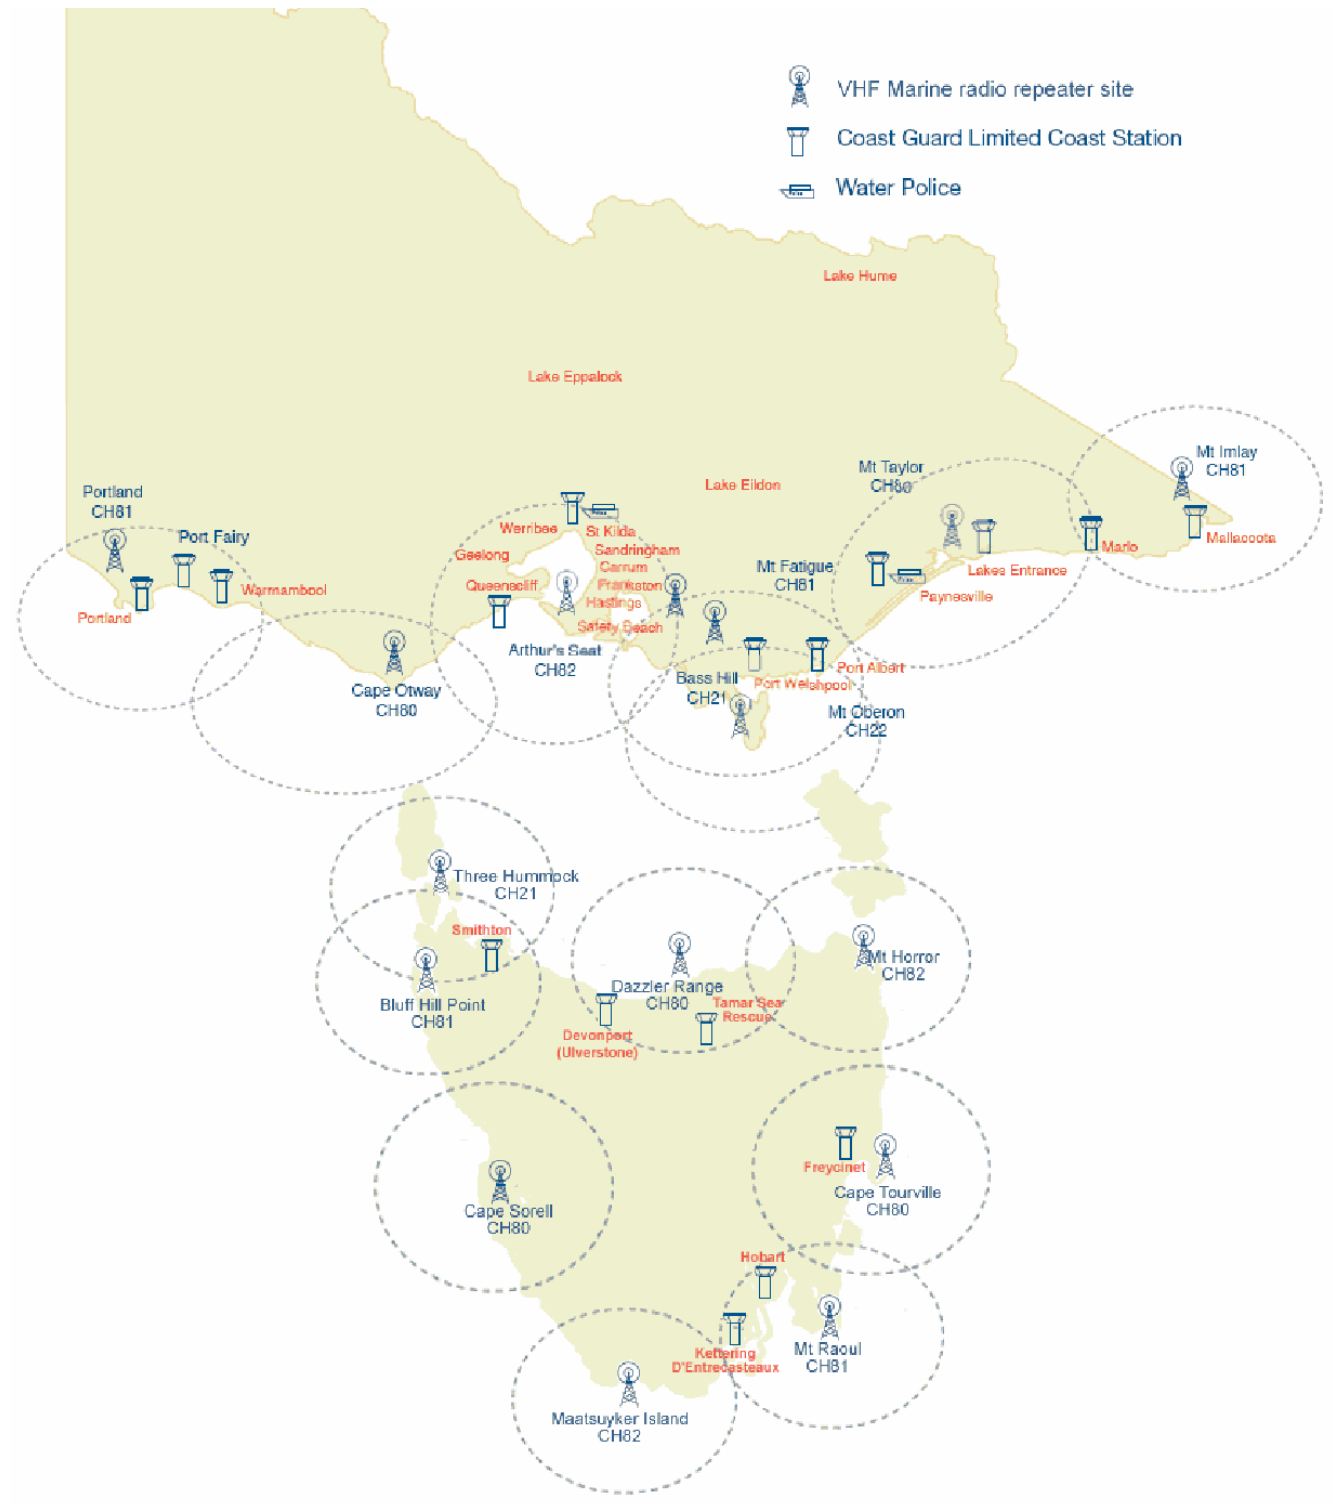 VHF Marine radio repeater site
Coast Guard Limited Coast Station
Water Police
Lake Hume
Lake Eppalock
Mt Imlay
CH81
Mt Taylor
CH80
Lake Eildon
Portland
CH81
Port Fairy
Werribee
St Kilda
Mallacoota
Marlo
Geelong
Sandringham
Carrum
Mt Fatigue
CH81
Lakes Entrance
Queenscliff
Frankston
Warrnambool
Hastings
Paynesville
Portland
Safety Beach
Arthur's Seat
CH82
Port Albert
Bass Hill
CH21
Port Welshpool
Cape Otway
CH80
Mt Oberon
CH22
Three Hummock
CH21
Smithton
Mt Horror
CH82
Dazzler Range
CH80
Bluff Hill Point
CH81
Tamar Sea
Rescue
Devonport
(Ulverstone)
Freycinet
Cape Tourville
CH80
Cape Sorell
CH80
Hobart
Mt Raoul
CH81
Kettering
D'Entrecasteaux
Maatsuyker Island
CH82